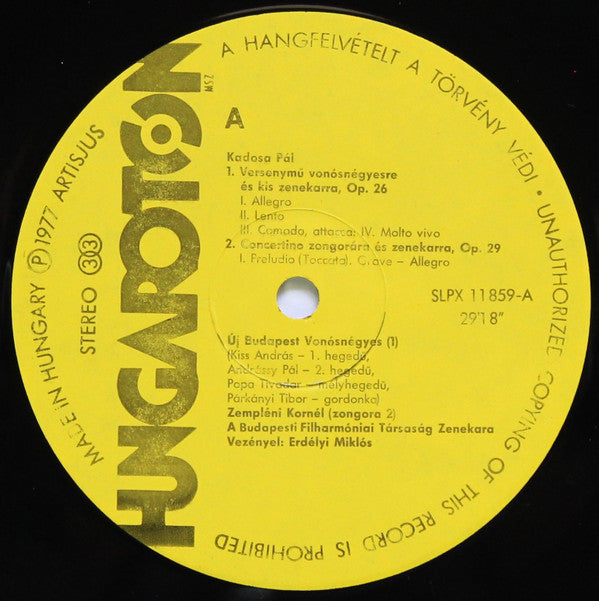 A HANGFELVÉTELT A TÖRVÉNY VÉDI • UNAUTHORIZED COPYING OF THIS RECORD IS PROHIBITED
MADE IN HUNGARY Ⓟ 1977 ARTISJUS
STEREO 33
HUNGAROTON
MSZ
A
Kadosa Pál
1. Versenymű vonósnégyesre
és kis zenekarra, Op. 26
I. Allegro
II. Lento
III. Comodo, attacca: IV. Molto vivo
2. Concertino zongorára és zenekarra, Op. 29
I. Preludio (Toccata). Grave – Allegro
SLPX 11859-A
29'18"
Új Budapest Vonósnégyes (1)
(Kiss András – 1. hegedű,
Andrássy Pál – 2. hegedű,
Papa Tivadar – mélyhegedű,
Párkányi Tibor – gordonka)
Zempléni Kornél (zongora 2)
A Budapesti Filharmóniai Társaság Zenekara
Vezényel: Erdélyi Miklós